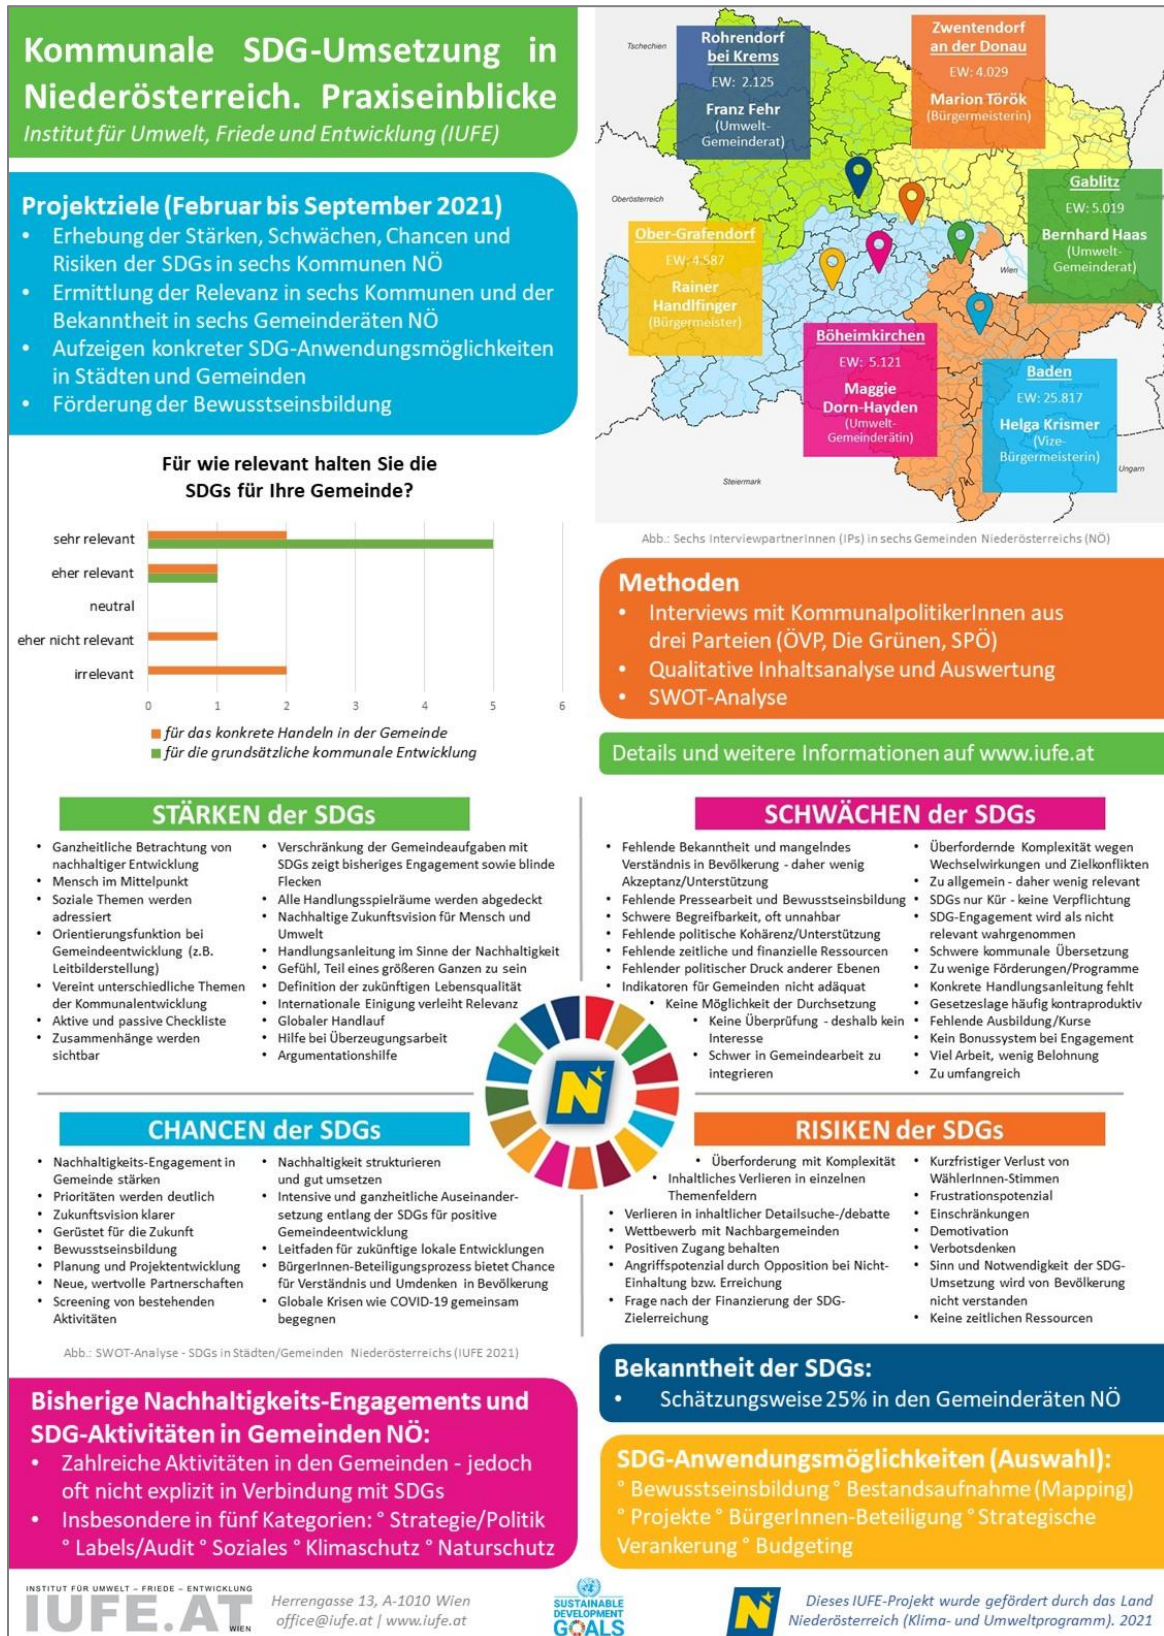 Kommunale SDG-Umsetzung in
Niederösterreich. Praxiseinblicke
Institut für Umwelt, Friede und Entwicklung (IUFE)
Projektziele (Februar bis September 2021)
• Erhebung der Stärken, Schwächen, Chancen und
Risiken der SDGs in sechs Kommunen NÖ
• Ermittlung der Relevanz in sechs Kommunen und der
Bekanntheit in sechs Gemeinderäten NÖ
• Aufzeigen konkreter SDG-Anwendungsmöglichkeiten
in Städten und Gemeinden
• Förderung der Bewusstseinsbildung
Tschechien
Oberösterreich
Wien
Steiermark
Ungarn
Rohrendorf
bei Krems
EW: 2.125
Franz Fehr
(Umwelt-
Gemeinderat)
Zwentendorf
an der Donau
EW: 4.029
Marion Török
(Bürgermeisterin)
Gablitz
EW: 5.019
Bernhard Haas
(Umwelt-
Gemeinderat)
Ober-Grafendorf
EW: 4.587
Rainer
Handlfinger
(Bürgermeister)
Böheimkirchen
EW: 5.121
Maggie
Dorn-Hayden
(Umwelt-
Gemeinderätin)
Baden
EW: 25.817
Helga Krismer
(Vize-
Bürgermeisterin)
Abb.: Sechs InterviewpartnerInnen (IPs) in sechs Gemeinden Niederösterreichs (NÖ)
Für wie relevant halten Sie die
SDGs für Ihre Gemeinde?
sehr relevant
eher relevant
neutral
eher nicht relevant
irrelevant
0 1 2 3 4 5 6
für das konkrete Handeln in der Gemeinde
für die grundsätzliche kommunale Entwicklung
Methoden
• Interviews mit KommunalpolitikerInnen aus
drei Parteien (ÖVP, Die Grünen, SPÖ)
• Qualitative Inhaltsanalyse und Auswertung
• SWOT-Analyse
Details und weitere Informationen auf www.iufe.at
STÄRKEN der SDGs
• Ganzheitliche Betrachtung von
nachhaltiger Entwicklung
• Mensch im Mittelpunkt
• Soziale Themen werden
adressiert
• Orientierungsfunktion bei
Gemeindeentwicklung (z.B.
Leitbilderstellung)
• Vereint unterschiedliche Themen
der Kommunalentwicklung
• Aktive und passive Checkliste
• Zusammenhänge werden
sichtbar
• Verschränkung der Gemeindeaufgaben mit
SDGs zeigt bisheriges Engagement sowie blinde
Flecken
• Alle Handlungsspielräume werden abgedeckt
• Nachhaltige Zukunftsvision für Mensch und
Umwelt
• Handlungsanleitung im Sinne der Nachhaltigkeit
• Gefühl, Teil eines größeren Ganzen zu sein
• Definition der zukünftigen Lebensqualität
• Internationale Einigung verleiht Relevanz
• Globaler Handlauf
• Hilfe bei Überzeugungsarbeit
• Argumentationshilfe
SCHWÄCHEN der SDGs
• Fehlende Bekanntheit und mangelndes
Verständnis in Bevölkerung - daher wenig
Akzeptanz/Unterstützung
• Fehlende Pressearbeit und Bewusstseinsbildung
• Schwere Begreifbarkeit, oft unnahbar
• Fehlende politische Kohärenz/Unterstützung
• Fehlende zeitliche und finanzielle Ressourcen
• Fehlender politischer Druck anderer Ebenen
• Indikatoren für Gemeinden nicht adäquat
• Keine Möglichkeit der Durchsetzung
• Keine Überprüfung - deshalb kein
Interesse
• Schwer in Gemeindearbeit zu
integrieren
• Überfordernde Komplexität wegen
Wechselwirkungen und Zielkonflikten
• Zu allgemein - daher wenig relevant
• SDGs nur Kür - keine Verpflichtung
• SDG-Engagement wird als nicht
relevant wahrgenommen
• Schwere kommunale Übersetzung
• Zu wenige Förderungen/Programme
• Konkrete Handlungsanleitung fehlt
• Gesetzeslage häufig kontraproduktiv
• Fehlende Ausbildung/Kurse
• Kein Bonussystem bei Engagement
• Viel Arbeit, wenig Belohnung
• Zu umfangreich
N
CHANCEN der SDGs
• Nachhaltigkeits-Engagement in
Gemeinde stärken
• Prioritäten werden deutlich
• Zukunftsvision klarer
• Gerüstet für die Zukunft
• Bewusstseinsbildung
• Planung und Projektentwicklung
• Neue, wertvolle Partnerschaften
• Screening von bestehenden
Aktivitäten
• Nachhaltigkeit strukturieren
und gut umsetzen
• Intensive und ganzheitliche Auseinander-
setzung entlang der SDGs für positive
Gemeindeentwicklung
• Leitfaden für zukünftige lokale Entwicklungen
• BürgerInnen-Beteiligungsprozess bietet Chance
für Verständnis und Umdenken in Bevölkerung
• Globale Krisen wie COVID-19 gemeinsam
begegnen
RISIKEN der SDGs
• Überforderung mit Komplexität
• Inhaltliches Verlieren in einzelnen
Themenfeldern
• Verlieren in inhaltlicher Detailsuche-/debatte
• Wettbewerb mit Nachbargemeinden
• Positiven Zugang behalten
• Angriffspotenzial durch Opposition bei Nicht-
Einhaltung bzw. Erreichung
• Frage nach der Finanzierung der SDG-
Zielerreichung
• Kurzfristiger Verlust von
WählerInnen-Stimmen
• Frustrationspotenzial
• Einschränkungen
• Demotivation
• Verbotsdenken
• Sinn und Notwendigkeit der SDG-
Umsetzung wird von Bevölkerung
nicht verstanden
• Keine zeitlichen Ressourcen
Abb.: SWOT-Analyse - SDGs in Städten/Gemeinden Niederösterreichs (IUFE 2021)
Bisherige Nachhaltigkeits-Engagements und
SDG-Aktivitäten in Gemeinden NÖ:
• Zahlreiche Aktivitäten in den Gemeinden - jedoch
oft nicht explizit in Verbindung mit SDGs
• Insbesondere in fünf Kategorien: ° Strategie/Politik
° Labels/Audit ° Soziales ° Klimaschutz ° Naturschutz
Bekanntheit der SDGs:
• Schätzungsweise 25% in den Gemeinderäten NÖ
SDG-Anwendungsmöglichkeiten (Auswahl):
° Bewusstseinsbildung ° Bestandsaufnahme (Mapping)
° Projekte ° BürgerInnen-Beteiligung ° Strategische
Verankerung ° Budgeting
INSTITUT FÜR UMWELT – FRIEDE – ENTWICKLUNG
IUFE.AT
WIEN
Herrengasse 13, A-1010 Wien
office@iufe.at | www.iufe.at
SUSTAINABLE
DEVELOPMENT
GOALS
N
Dieses IUFE-Projekt wurde gefördert durch das Land
Niederösterreich (Klima- und Umweltprogramm). 2021